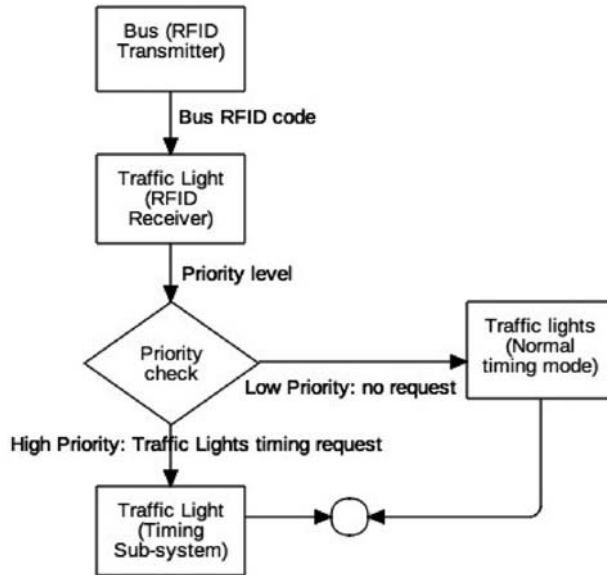 Bus (RFID
Transmitter)
Bus RFID code
Traffic Light
(RFID
Receiver)
Priority level
Priority
check
Traffic lights
(Normal
timing mode)
Low Priority: no request
High Priority: Traffic Lights timing request
Traffic Light
(Timing
Sub-system)